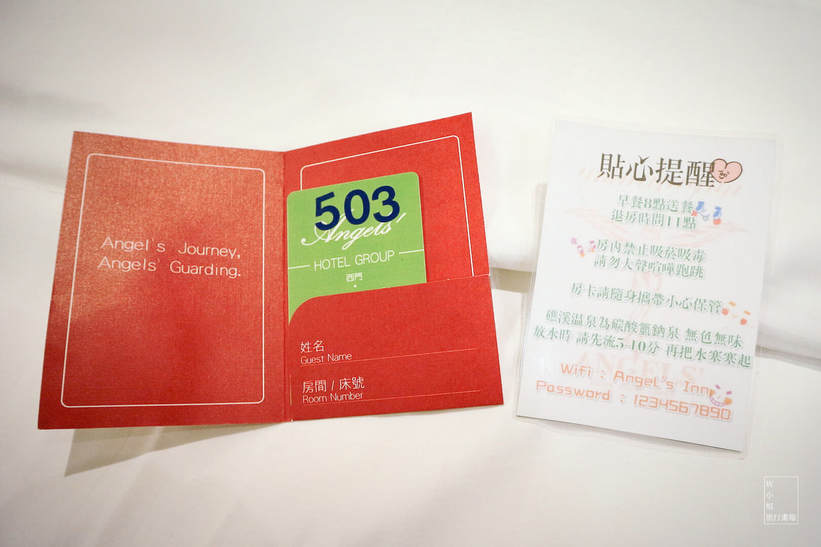 Angel's Journey,
Angels' Guarding.
503
Angels'
HOTEL GROUP
西門
姓名
Guest Name
房間 / 床號
Room Number
貼心提醒
早餐8點送餐
退房時間11點
房內禁止吸菸吸毒
請勿大聲喧嘩跑跳
房卡請隨身攜帶小心保管
礁溪溫泉為碳酸氫鈉泉 無色無味
放水時 請先流5-10分 再把水塞塞起
Wifi : Angel's Inn
Password : 1234567890
旅行畫報